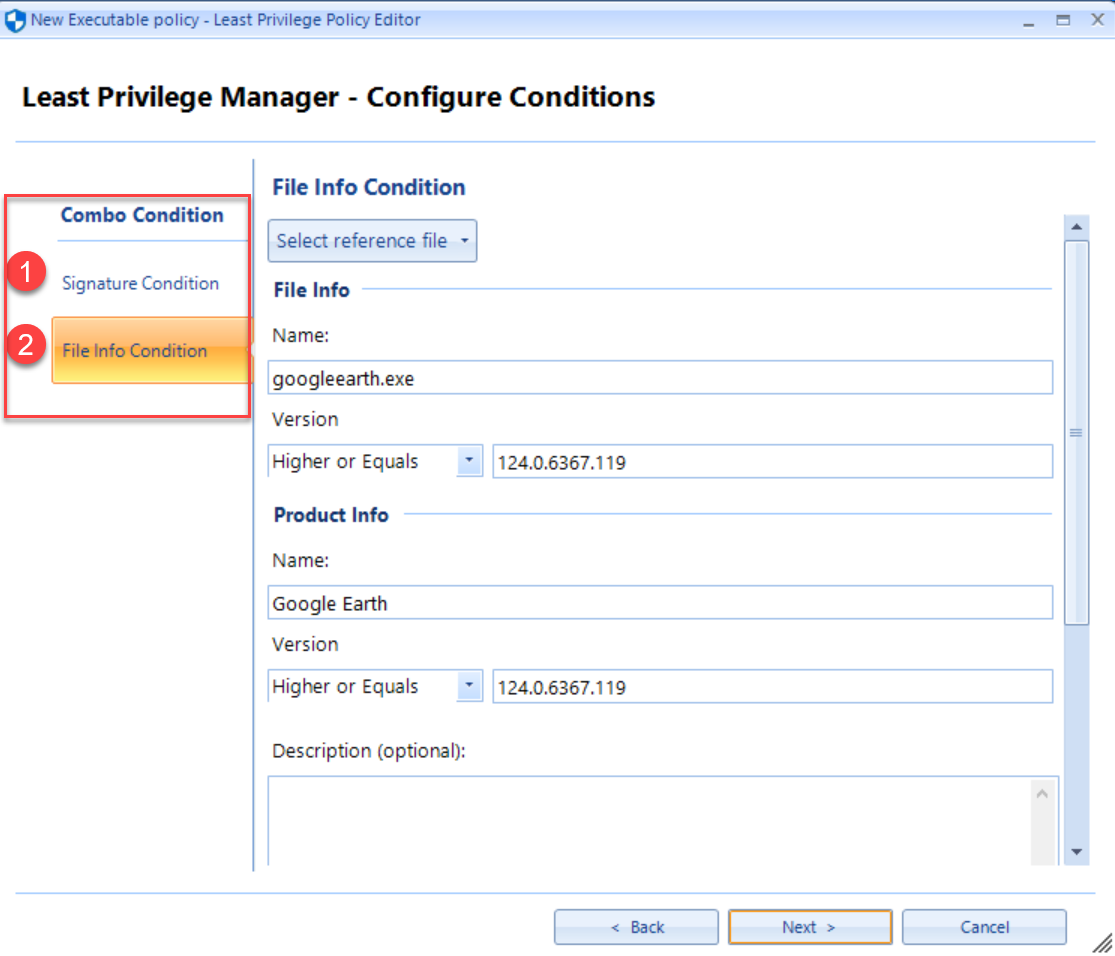 New Executable policy - Least Privilege Policy Editor
Least Privilege Manager - Configure Conditions
Combo Condition
1
Signature Condition
2
File Info Condition
File Info Condition
Select reference file
File Info
Name:
googleearth.exe
Version
Higher or Equals 124.0.6367.119
Product Info
Name:
Google Earth
Version
Higher or Equals 124.0.6367.119
Description (optional):
< Back Next > Cancel